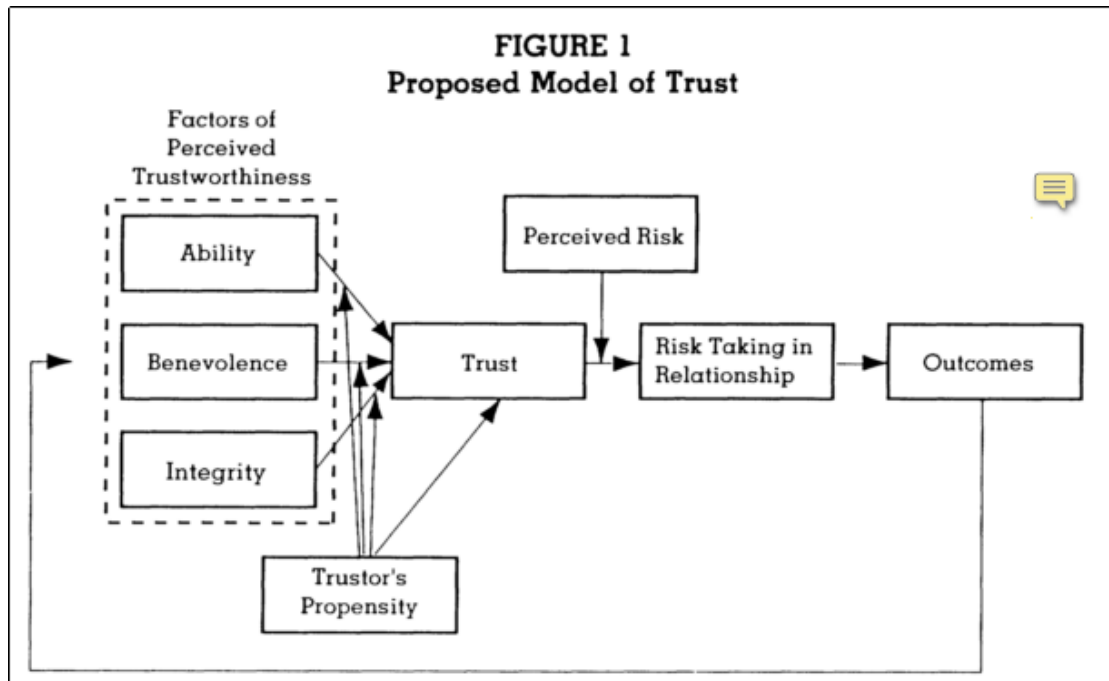 FIGURE 1
Proposed Model of Trust
Factors of
Perceived
Trustworthiness
Ability
Benevolence
Integrity
Trustor's
Propensity
Trust
Perceived Risk
Risk Taking in
Relationship
Outcomes